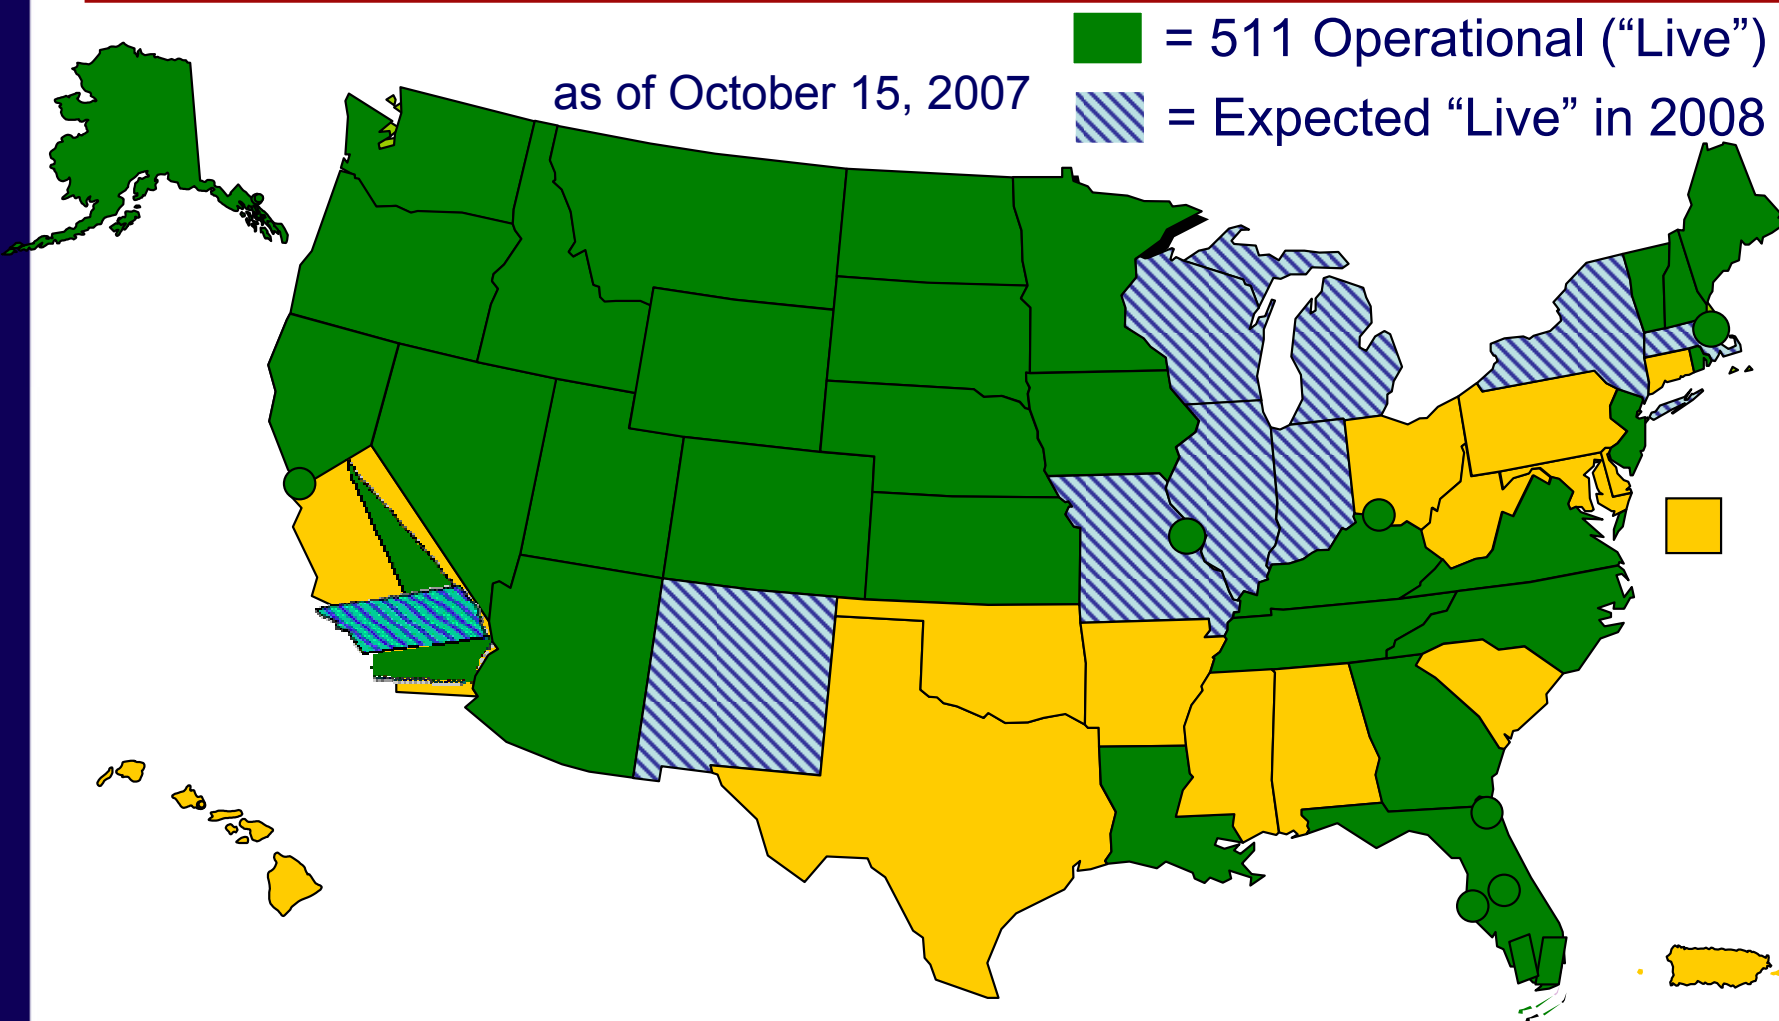 = 511 Operational (“Live”)
as of October 15, 2007
= Expected “Live” in 2008